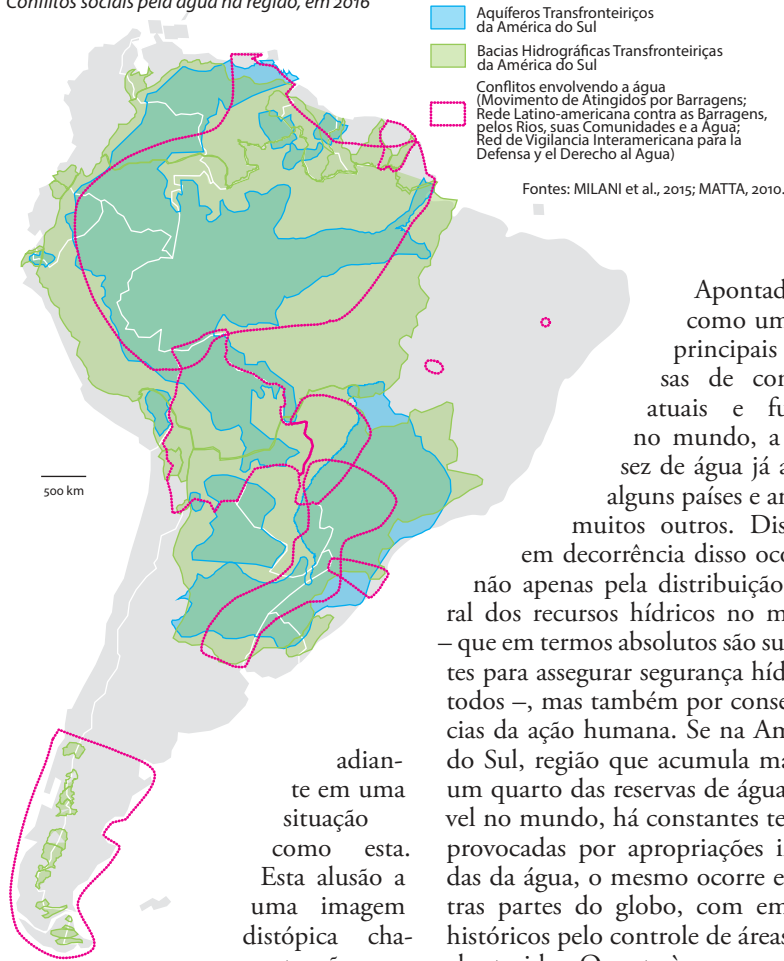 Conflitos sociais pela água na região, em 2016
Aquíferos Transfronteiriços
da América do Sul
Bacias Hidrográficas Transfronteiriças
da América do Sul
Conflitos envolvendo a água
(Movimento de Atingidos por Barragens;
Rede Latino-americana contra as Barragens,
pelos Rios, suas Comunidades e a Água;
Red de Vigilancia Interamericana para la
Defensa y el Derecho al Agua)
Fontes: MILANI et al., 2015; MATTA, 2010.
500 km
adian-
te em uma
situação
como esta.
Esta alusão a
uma imagem
distópica cha-
Apontad
como um
principais
sas de con
atuais e fu
no mundo, a
sez de água já a
alguns países e ar
muitos outros. Dis
em decorrência disso oco
não apenas pela distribuição
ral dos recursos hídricos no m
– que em termos absolutos são su
tes para assegurar segurança híd
todos –, mas também por conse
cias da ação humana. Se na Am
do Sul, região que acumula ma
um quarto das reservas de água
vel no mundo, há constantes te
provocadas por apropriações i
das da água, o mesmo ocorre e
tras partes do globo, com em
históricos pelo controle de áreas